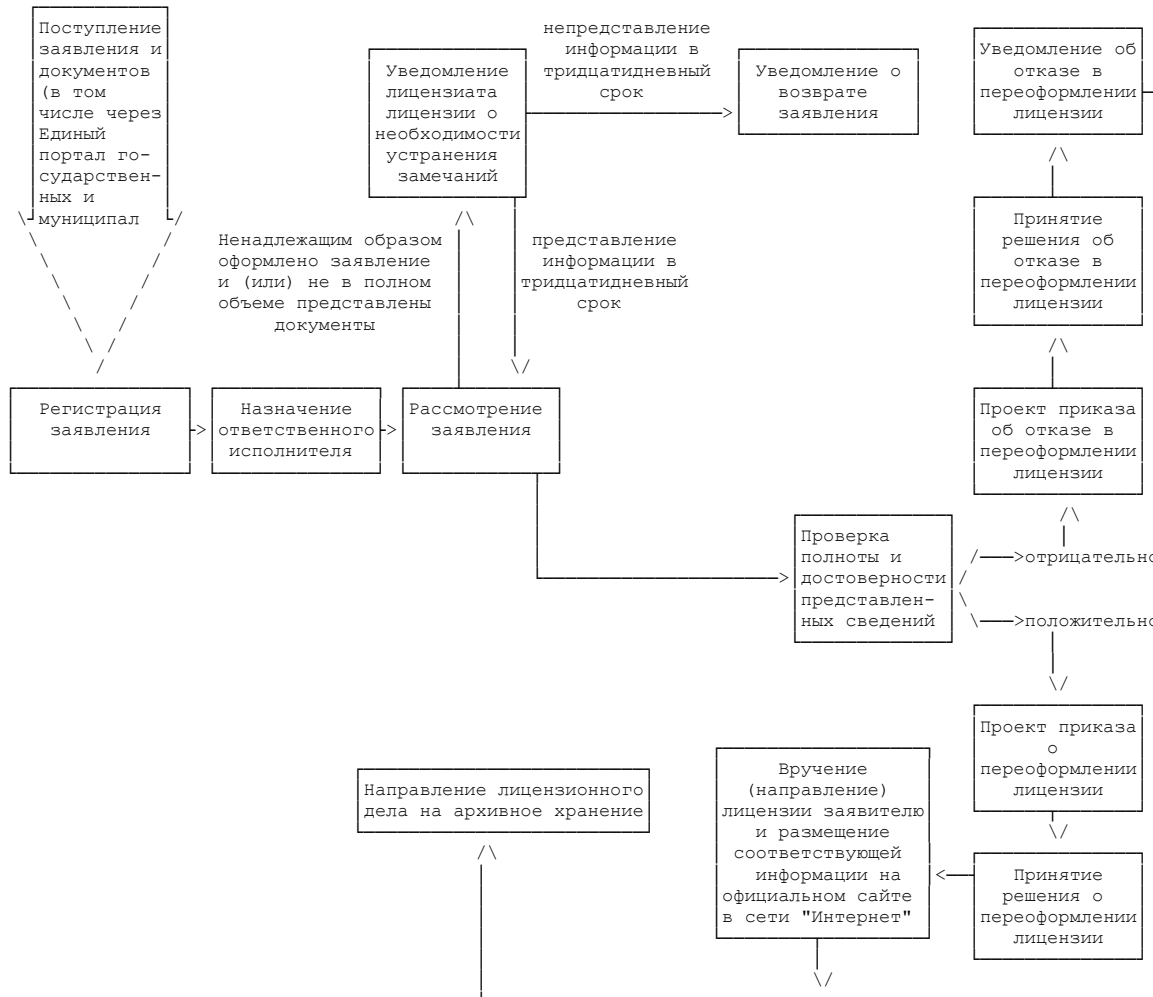 Поступление
заявления и
документов
(в том
числе через
Единый
портал го-
сударствен-
ных и
муниципал
непредставление
информации в
тридцатидневный
срок
Уведомление
лицензиата
лицензии о
необходимости
устранения
замечаний
Уведомление о
возврате
заявления
Уведомление об
отказе в
переоформлении
лицензии
Ненадлежащим образом
оформлено заявление
и (или) не в полном
объеме представлены
документы
представление
информации в
тридцатидневный
срок
Принятие
решения об
отказе в
переоформлении
лицензии
Регистрация
заявления
Назначение
ответственного
исполнителя
Рассмотрение
заявления
Проект приказа
об отказе в
переоформлении
лицензии
Проверка
полноты и
достоверности
представлен-
ных сведений
отрицательно
положительно
Проект приказа
о
переоформлении
лицензии
Направление лицензионного
дела на архивное хранение
Вручение
(направление)
лицензии заявителю
и размещение
соответствующей
информации на
официальном сайте
в сети "Интернет"
Принятие
решения о
переоформлении
лицензии